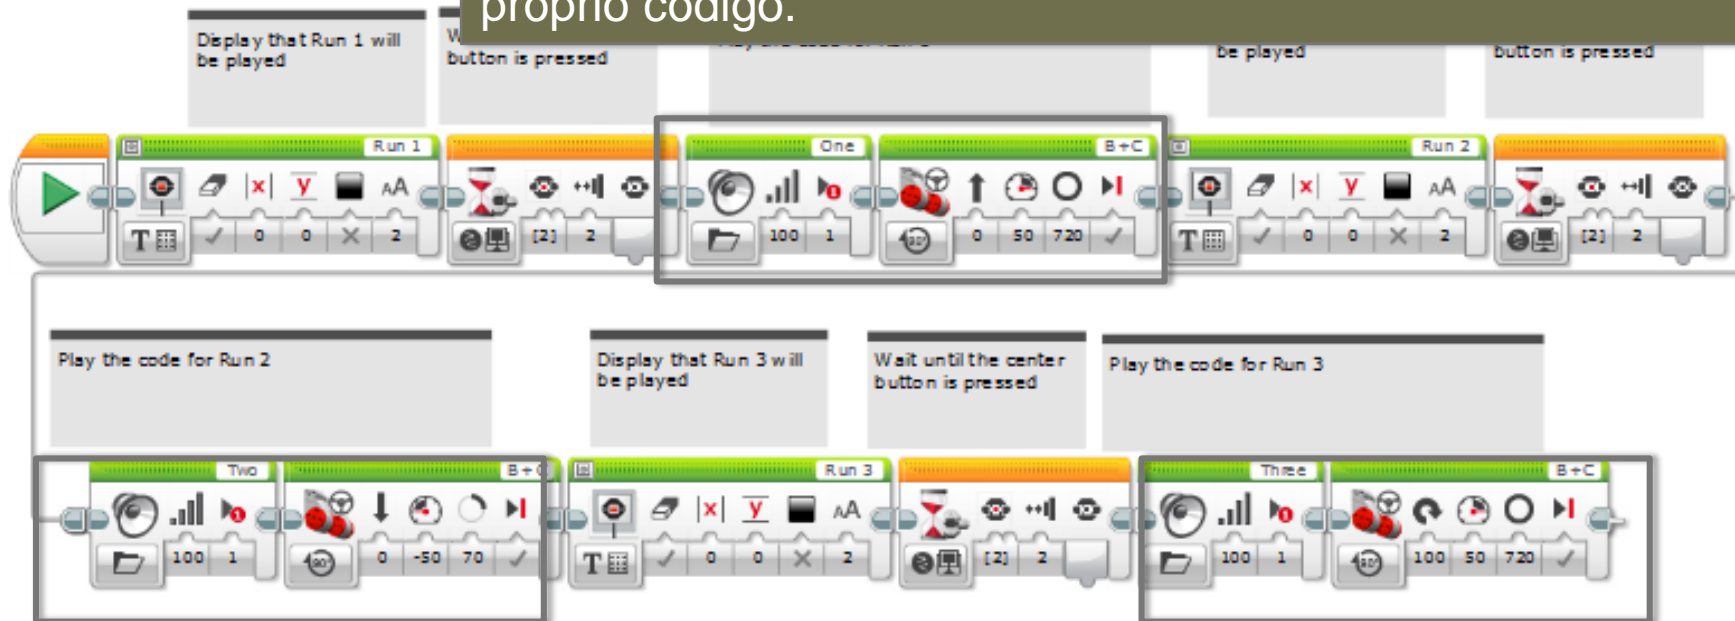 próprio código.
Display that Run 1 will
be played
button is pressed
be played
button is pressed
Run 1
One
B+C
Run 2
T
0
0
2
[2]
2
100
1
0
50
720
T
0
0
2
[2]
2
Play the code for Run 2
Display that Run 3 will
be played
Wait until the center
button is pressed
Play the code for Run 3
Two
B+C
Run 3
Three
B+C
100
1
0
-50
70
T
0
0
2
[2]
2
100
1
100
50
720